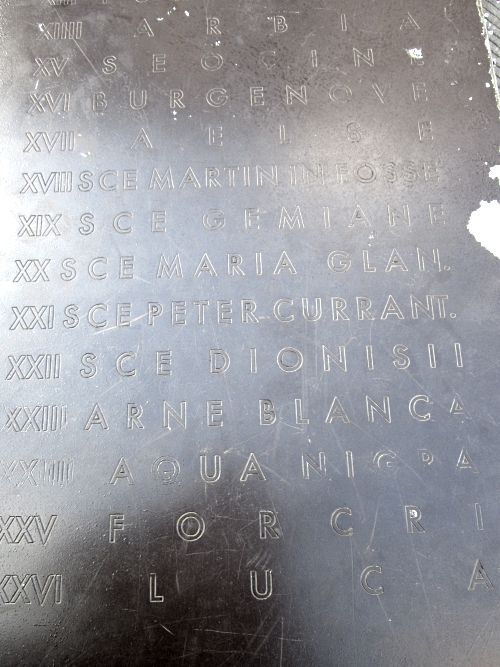 XIIII ARBIA
XV SEOCINE
XVI BURGENOVE
XVII AELSE
XVIII SCE MARTIN IN FOSSE
XIX SCE GEMIANE
XX SCE MARIA GLAN.
XXI SCE PETER CURRANT.
XXII SCE DIONISII
XXIII ARNE BLANCA
XXIIII AQUA NIGRA
XXV FORCRI
XXVI LUCA